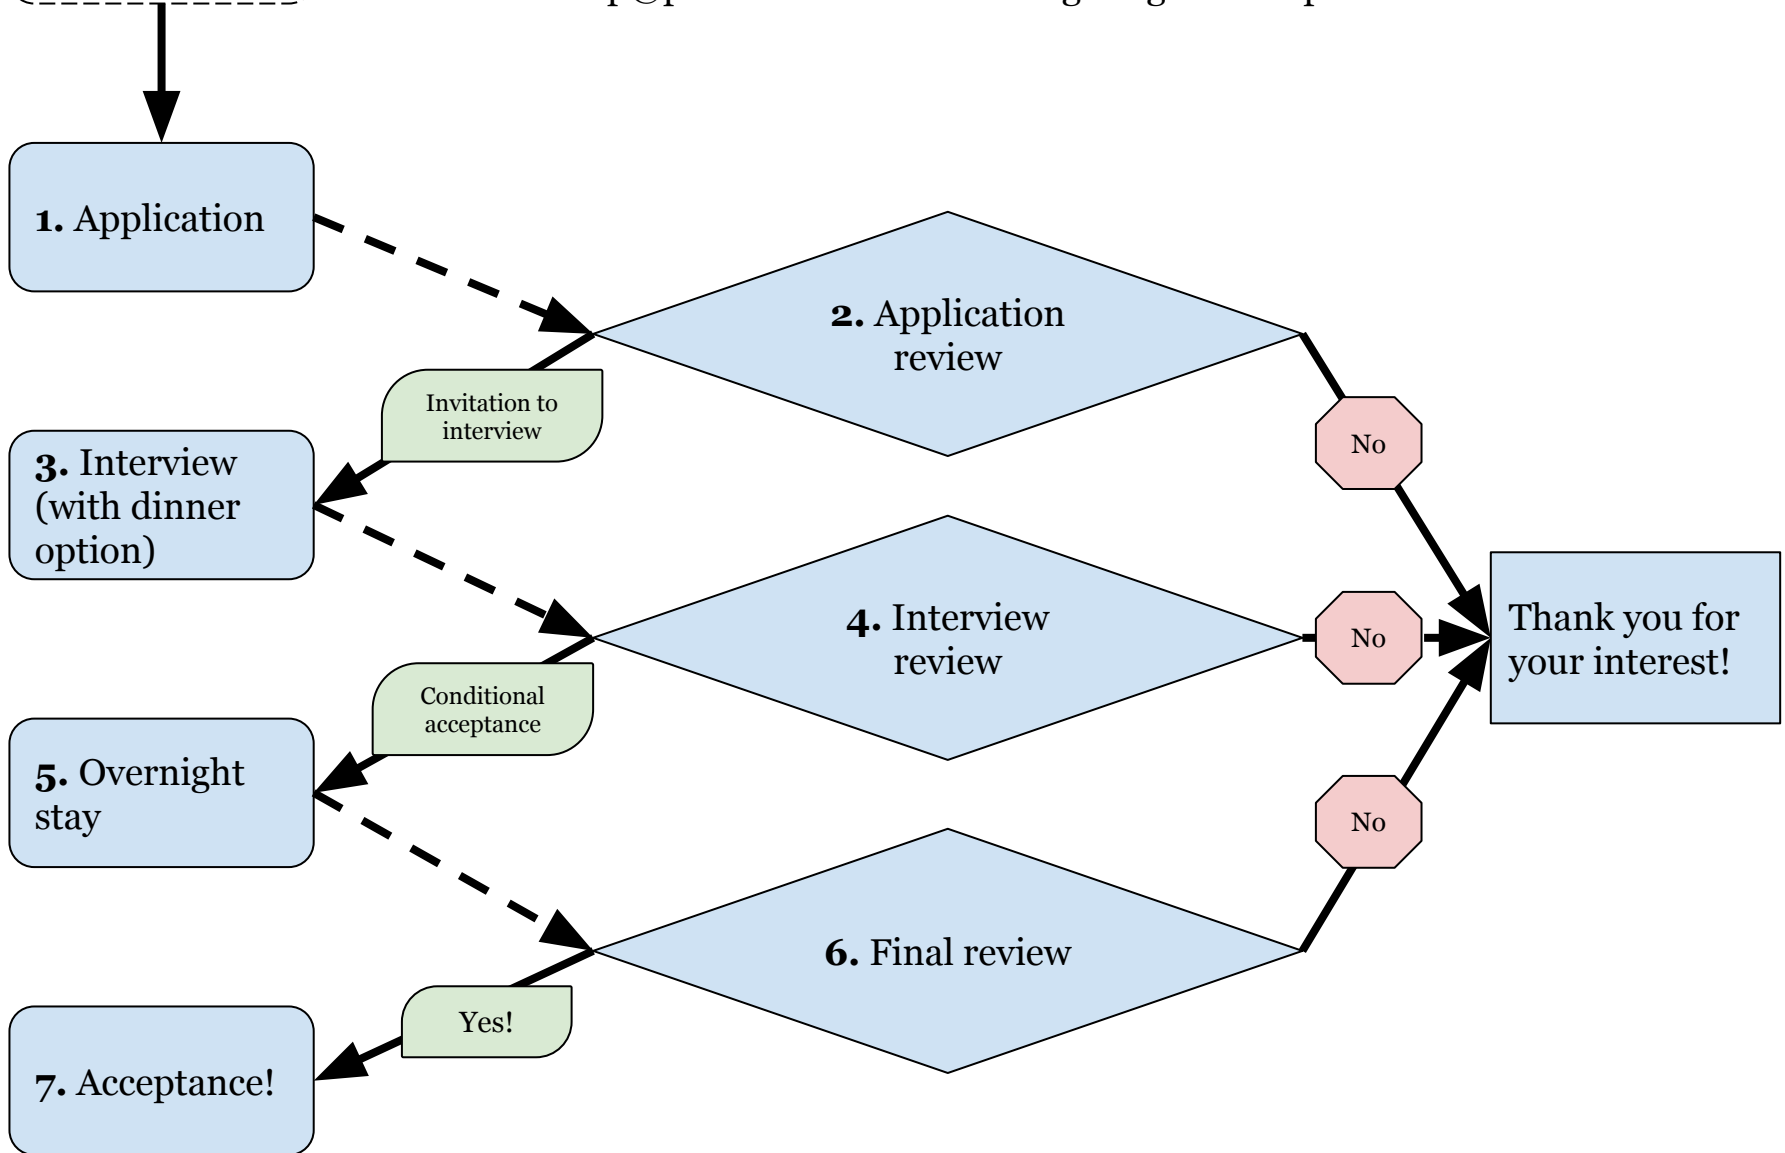 1. Application
2. Application
review
Invitation to
interview
No
3. Interview
(with dinner
option)
4. Interview
review
No
Thank you for
your interest!
Conditional
acceptance
5. Overnight
stay
No
6. Final review
Yes!
7. Acceptance!